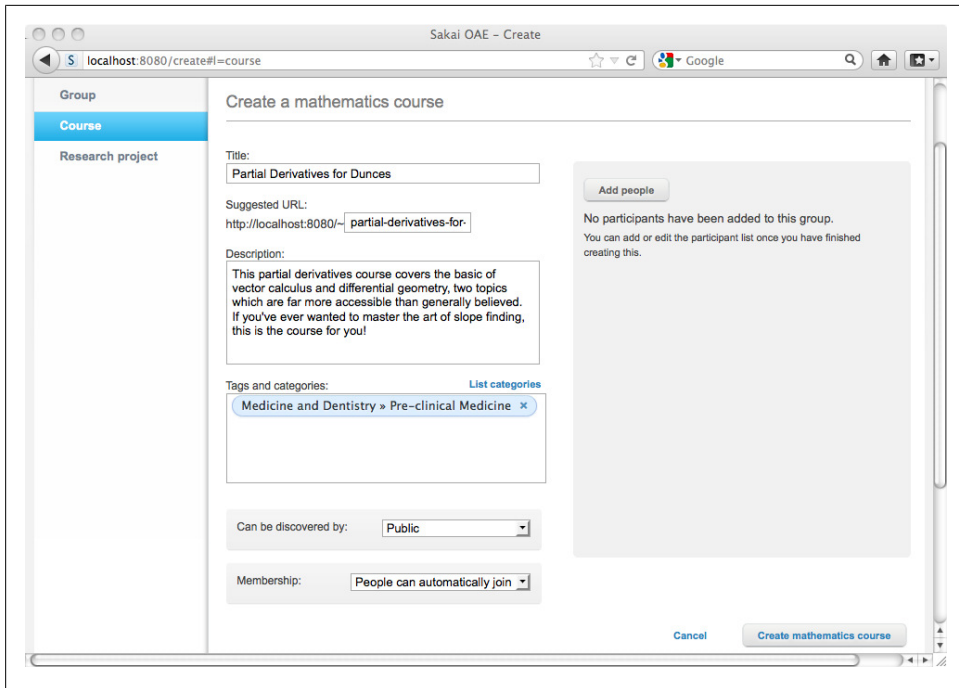 Sakai OAE – Create
S localhost:8080/create#l=course
Google
Group
Course
Research project
Create a mathematics course
Title:
Partial Derivatives for Dunces
Suggested URL:
http://localhost:8080/~ partial-derivatives-for-
Description:
This partial derivatives course covers the basic of
vector calculus and differential geometry, two topics
which are far more accessible than generally believed.
If you've ever wanted to master the art of slope finding,
this is the course for you!
Tags and categories: List categories
Medicine and Dentistry » Pre-clinical Medicine ×
Can be discovered by: Public
Membership: People can automatically join
Add people
No participants have been added to this group.
You can add or edit the participant list once you have finished
creating this.
Cancel Create mathematics course